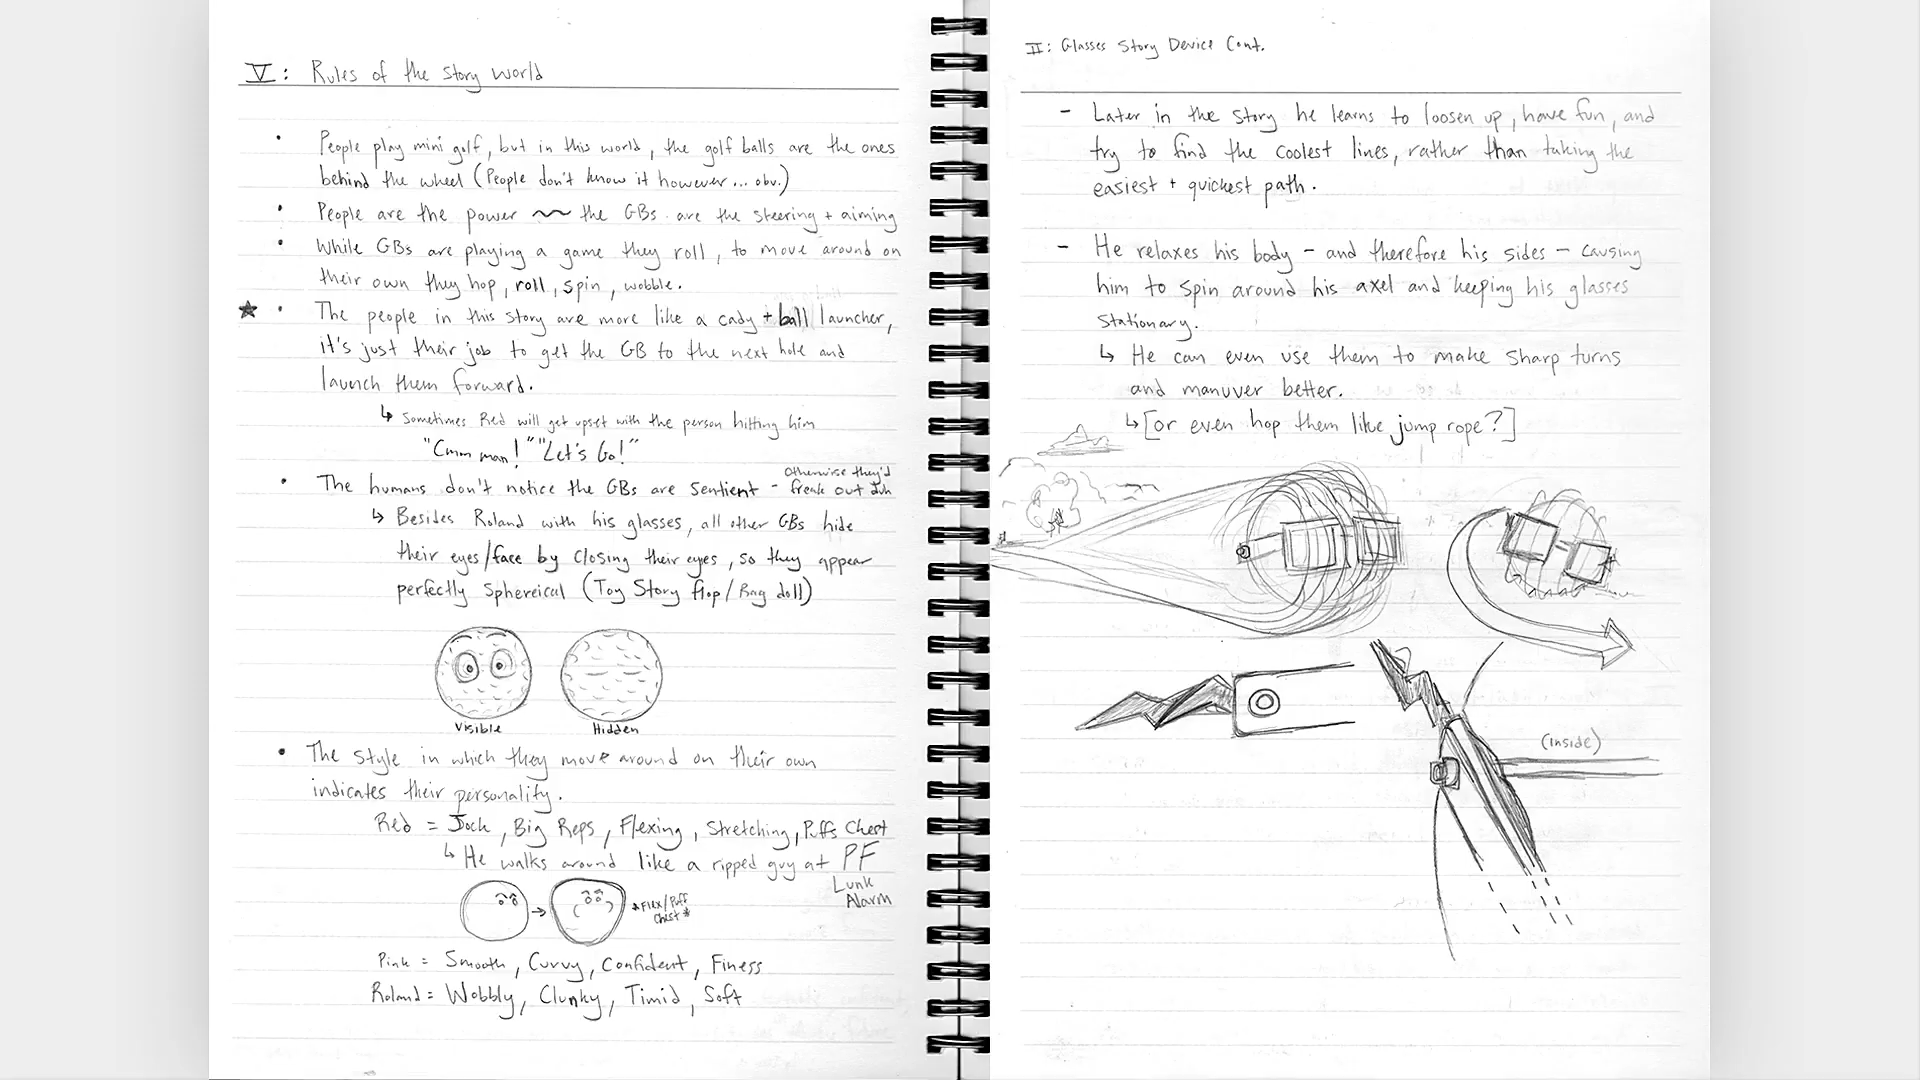 V: Rules of the Story World
• People play mini golf, but in this world, the golf balls are the ones
behind the wheel (People don't know it however... obv.)
• People are the power ~ the GBs are the steering + aiming
• While GBs are playing a game they roll, to move around on
their own they hop, roll, spin, wobble.
★ • The people in this story are more like a cady + ball launcher,
it's just their job to get the GB to the next hole and
launch them forward.
↳ Sometimes Red will get upset with the person hitting him
"Cmm man!" "Let's Go!"
• The humans don't notice the GBs are sentient - otherwise they'd
freak out duh
↳ Besides Roland with his glasses, all other GBs hide
their eyes/face by closing their eyes, so they appear
perfectly sphereical (Toy Story flop/Rag doll)
Visible Hidden
• The style in which they move around on their own
indicates their personality.
Red = Jock, Big Reps, Flexing, Stretching, Puffs Chest
↳ He walks around like a ripped guy at PF
Lunk
Alarm
*Flex/Puff
Chest*
Pink = Smooth, Curvy, Confident, Finess
Roland = Wobbly, Clunky, Timid, Soft
II: Glasses Story Device Cont.
- Later in the story he learns to loosen up, have fun, and
try to find the coolest lines, rather than taking the
easiest + quickest path.
- He relaxes his body - and therefore his sides - causing
him to spin around his axel and keeping his glasses
stationary.
↳ He can even use them to make sharp turns
and manuver better.
↳ [or even hop them like jump rope?]
(inside)